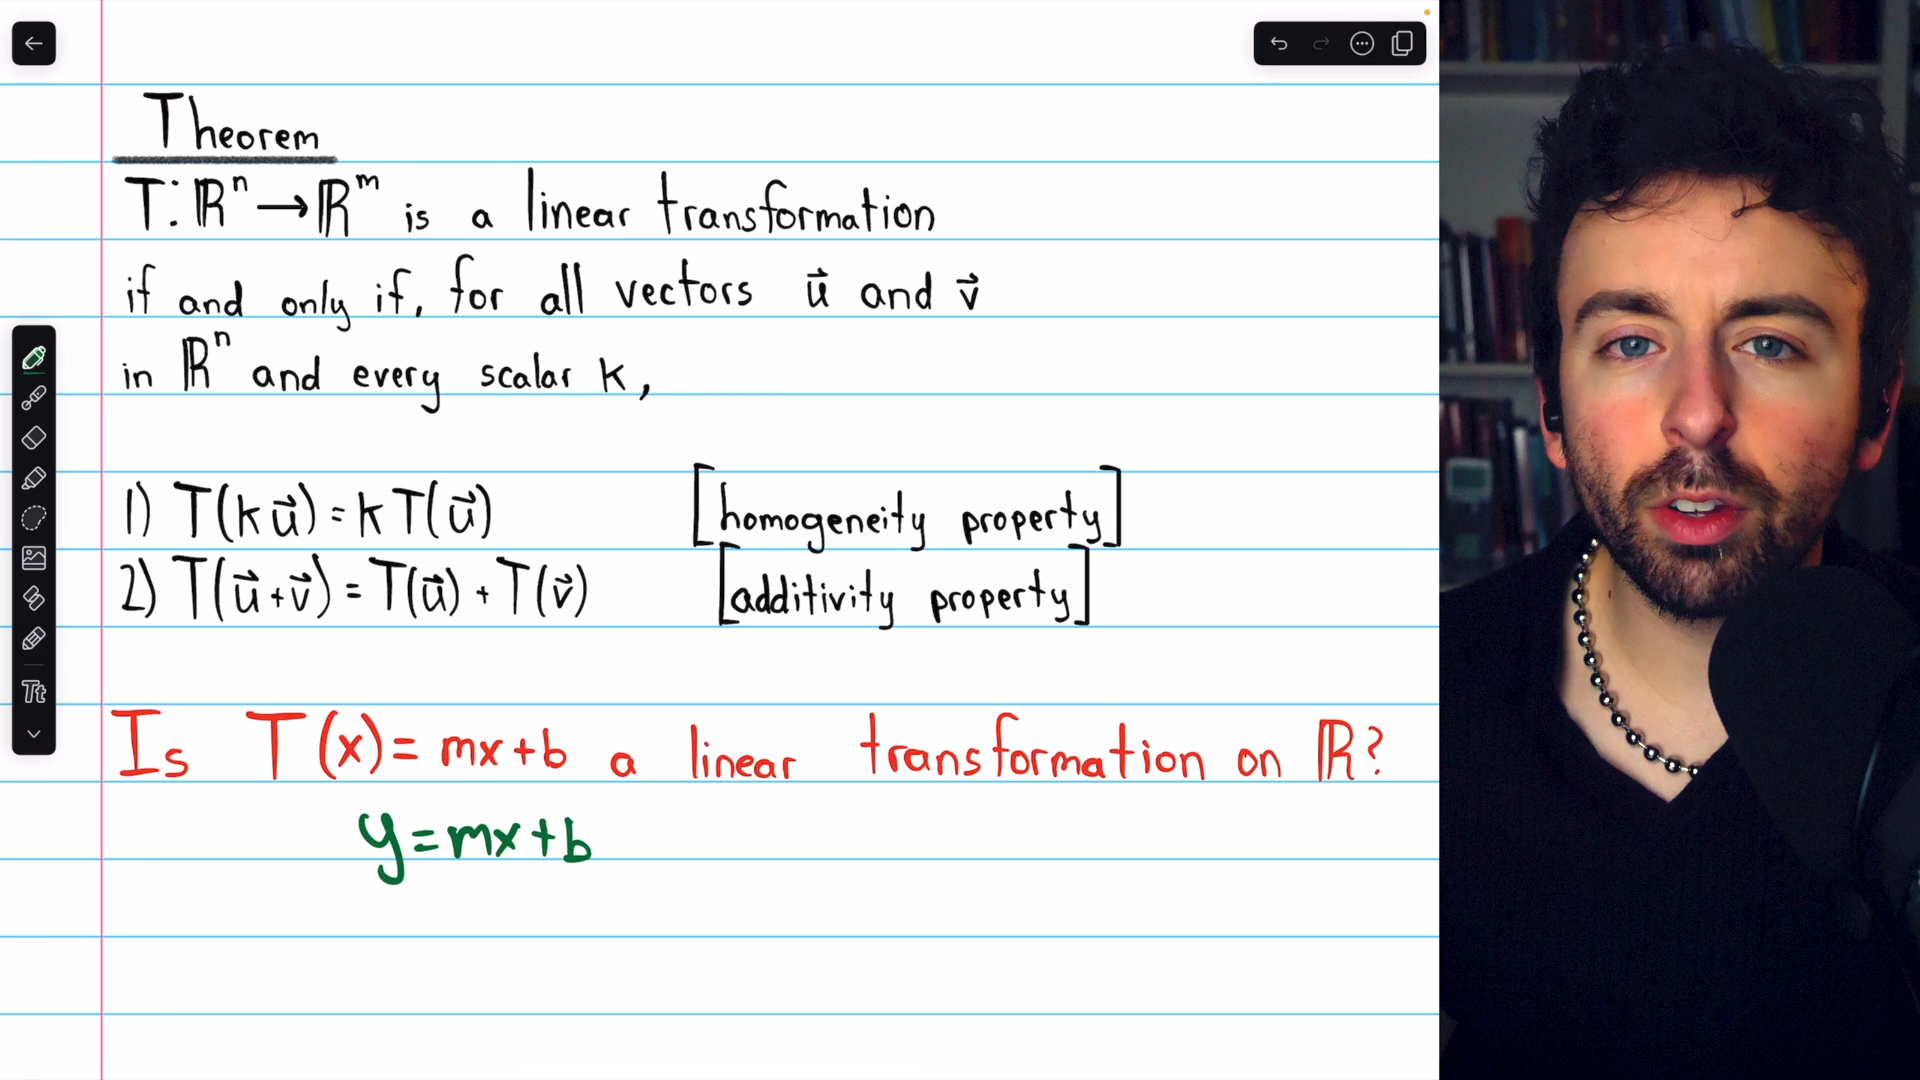 Theorem
T: ℝⁿ→ℝᵐ is a linear transformation
if and only if, for all vectors u⃗ and v⃗
in ℝⁿ and every scalar k,
1) T(ku⃗) = kT(u⃗) [homogeneity property]
2) T(u⃗+v⃗) = T(u⃗) + T(v⃗) [additivity property]
Is T(x) = mx+b a linear transformation on ℝ?
y=mx+b
Tt